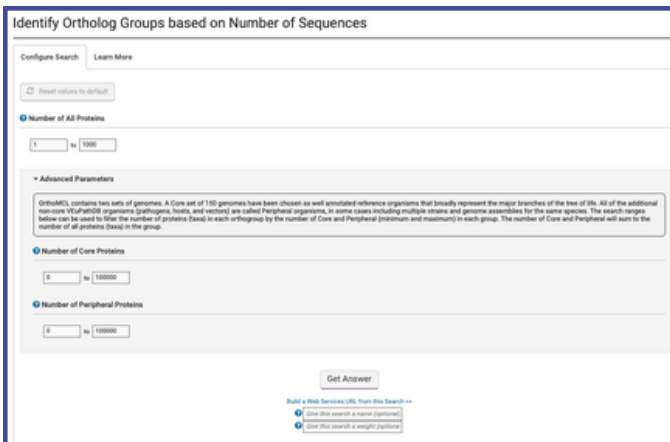 Identify Ortholog Groups based on Number of Sequences
Configure Search Learn More
Reset values to default
Number of All Proteins
1 to 1000
Advanced Parameters
OrthoMCL contains two sets of genomes. A Core set of 150 genomes have been chosen as well annotated reference organisms that broadly represent the major branches of the tree of life. All of the additional
non-core VEuPathDB organisms (pathogens, hosts, and vectors) are called Peripheral organisms, in some cases including multiple strains and genome assemblies for the same species. The search ranges
below can be used to filter the number of proteins (taxa) in each orthogroup by the number of Core and Peripheral (minimum and maximum) in each group. The number of Core and Peripheral will sum to the
number of all proteins (taxa) in the group.
Number of Core Proteins
0 to 100000
Number of Peripheral Proteins
0 to 100000
Get Answer
Build a Web Services URL from this Search >>
Give this search a name (optional)
Give this search a weight (optiona